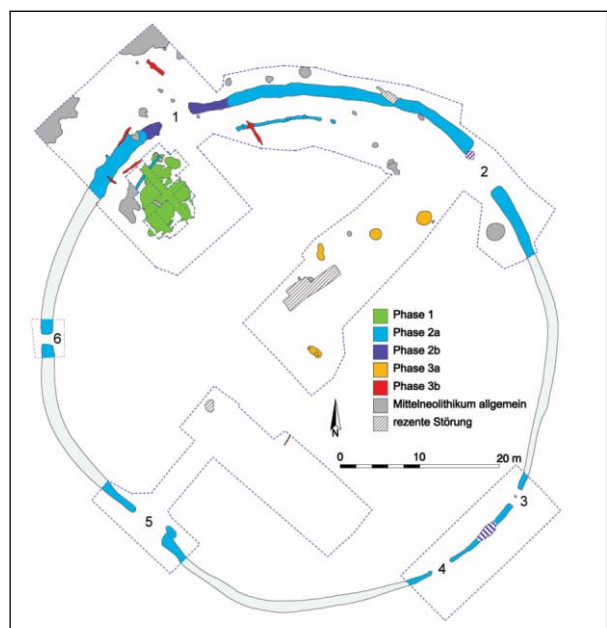 1
2
6
Phase 1
Phase 2a
Phase 2b
Phase 3a
Phase 3b
Mittelneolithikum allgemein
rezente Störung
N
0 10 20 m
3
5
4